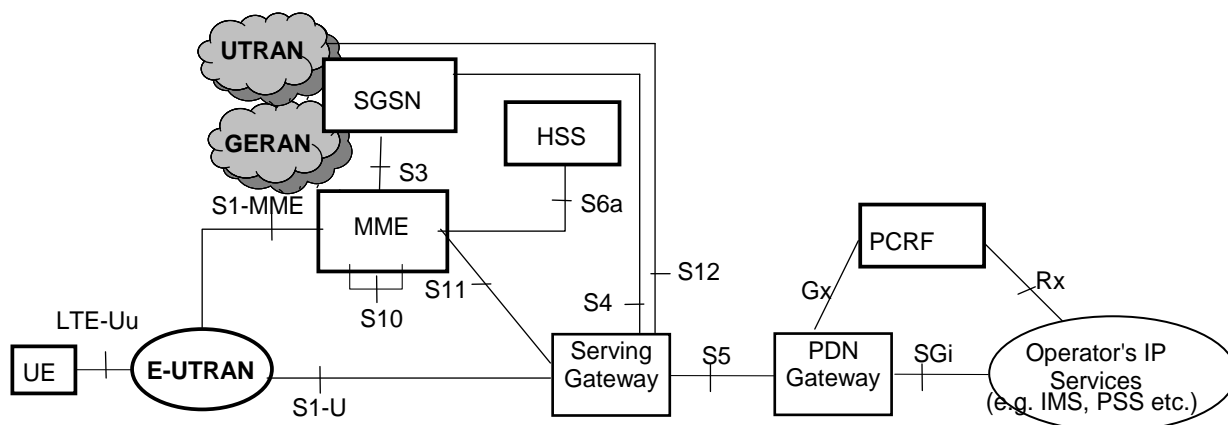 UTRAN
SGSN
HSS
GERAN
S3
S1-MME
S6a
MME
PCRF
S12
S11
Gx
Rx
S4
S10
LTE-Uu
UE
E-UTRAN
Serving
Gateway
S5
PDN
Gateway
SGi
Operator's IP
Services
(e.g. IMS, PSS etc.)
S1-U